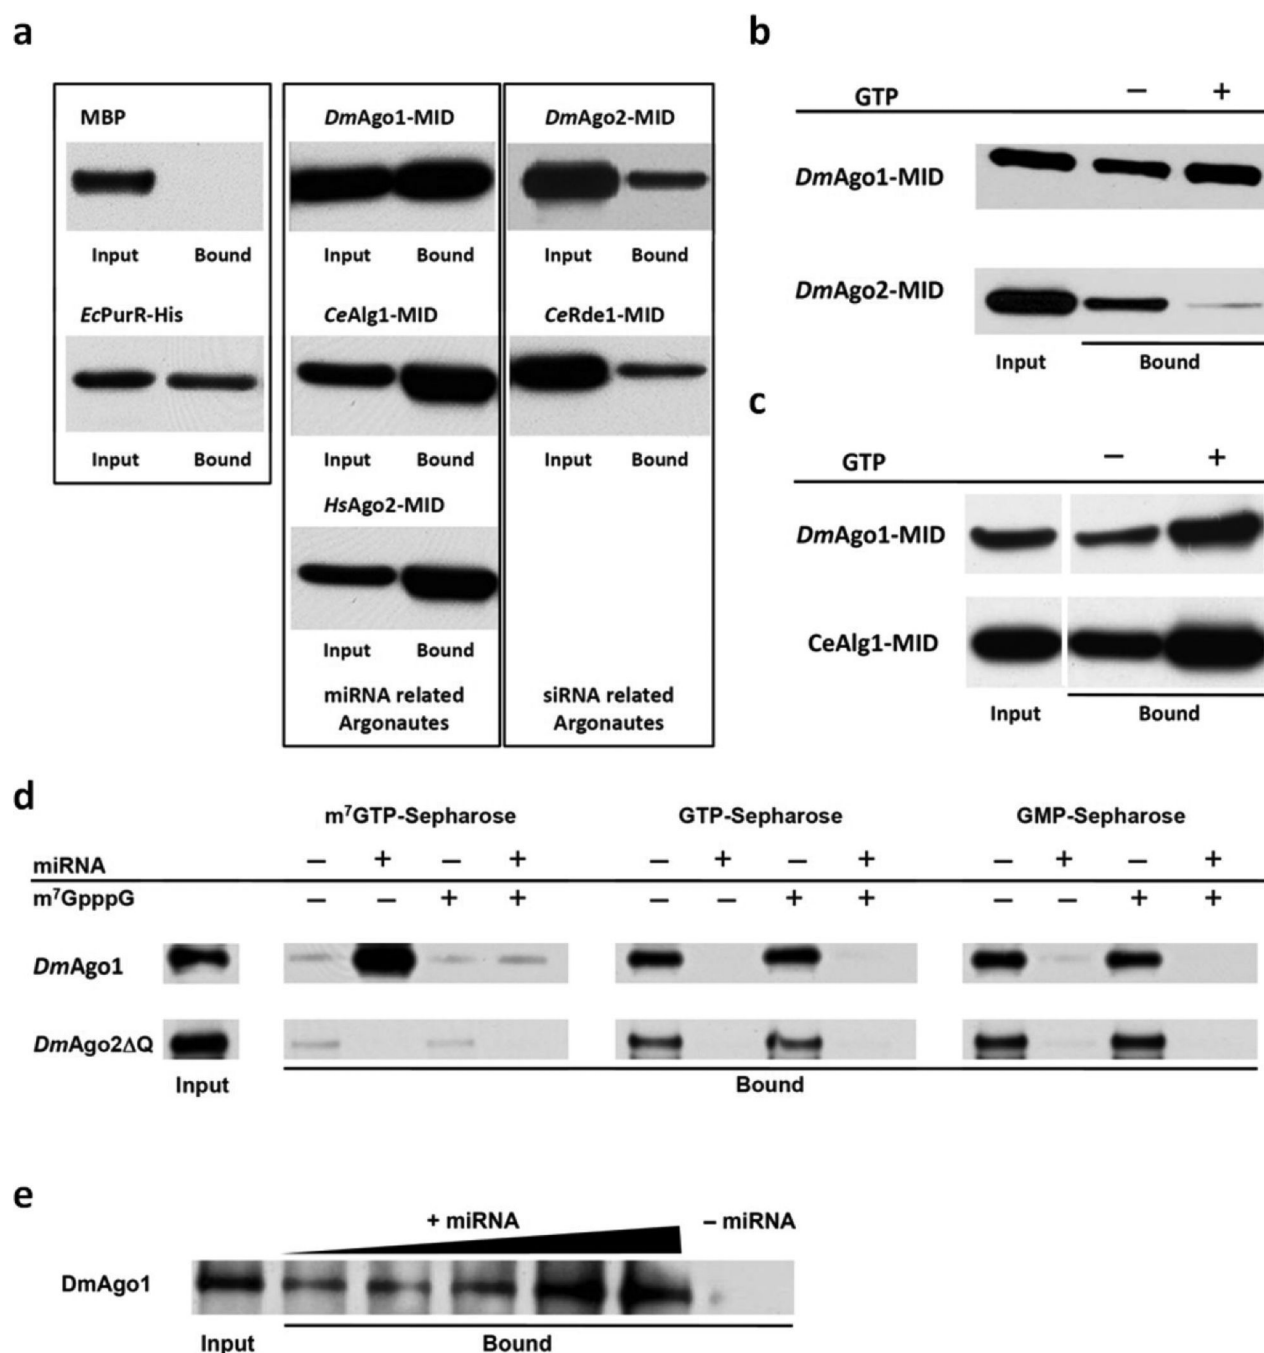 a
MBP
DmAgo1-MID
DmAgo2-MID
Input Bound
Input Bound
Input Bound
EcPurR-His
CeAlg1-MID
CeRde1-MID
Input Bound
Input Bound
Input Bound
HsAgo2-MID
Input Bound
miRNA related
Argonautes
siRNA related
Argonautes
b
GTP – +
DmAgo1-MID
DmAgo2-MID
Input Bound
c
GTP – +
DmAgo1-MID
CeAlg1-MID
Input Bound
d
m⁷GTP-Sepharose GTP-Sepharose GMP-Sepharose
miRNA – + – + – + – + – + – +
m⁷GpppG – – + + – – + + – – + +
DmAgo1
DmAgo2ΔQ
Input Bound
e
+ miRNA – miRNA
DmAgo1
Input Bound